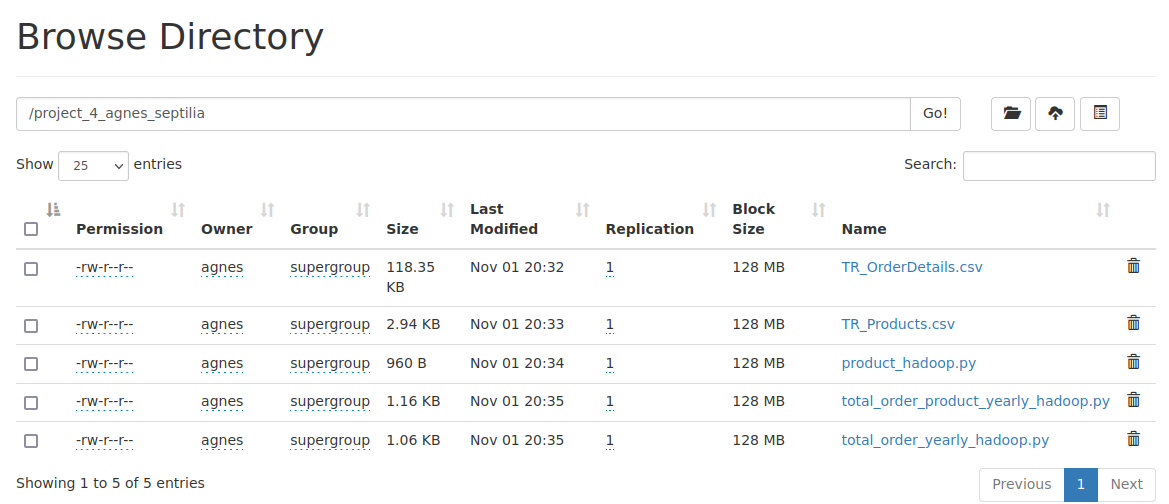 Browse Directory
/project_4_agnes_septilia Go!
Show 25 entries Search:
Permission Owner Group Size Last Modified Replication Block Size Name
-rw-r--r-- agnes supergroup 118.35 KB Nov 01 20:32 1 128 MB TR_OrderDetails.csv
-rw-r--r-- agnes supergroup 2.94 KB Nov 01 20:33 1 128 MB TR_Products.csv
-rw-r--r-- agnes supergroup 960 B Nov 01 20:34 1 128 MB product_hadoop.py
-rw-r--r-- agnes supergroup 1.16 KB Nov 01 20:35 1 128 MB total_order_product_yearly_hadoop.py
-rw-r--r-- agnes supergroup 1.06 KB Nov 01 20:35 1 128 MB total_order_yearly_hadoop.py
Showing 1 to 5 of 5 entries Previous 1 Next